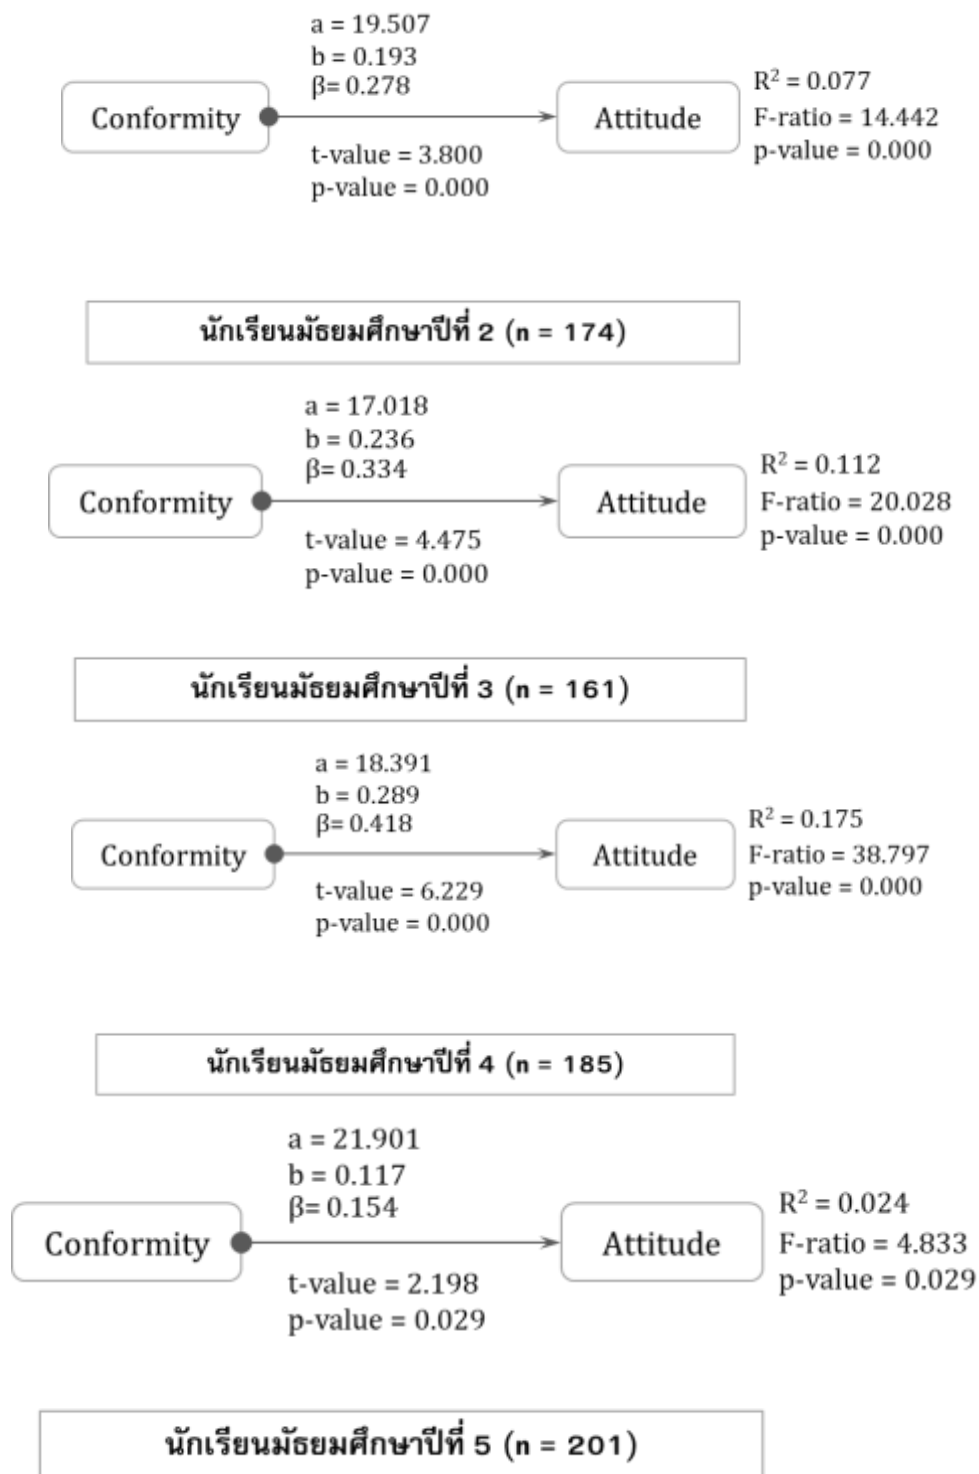 a = 19.507
b = 0.193
β= 0.278
Conformity
Attitude
R² = 0.077
F-ratio = 14.442
p-value = 0.000
t-value = 3.800
p-value = 0.000
นักเรียนมัธยมศึกษาปีที่ 2 (n = 174)
a = 17.018
b = 0.236
β= 0.334
Conformity
Attitude
R² = 0.112
F-ratio = 20.028
p-value = 0.000
t-value = 4.475
p-value = 0.000
นักเรียนมัธยมศึกษาปีที่ 3 (n = 161)
a = 18.391
b = 0.289
β= 0.418
Conformity
Attitude
R² = 0.175
F-ratio = 38.797
p-value = 0.000
t-value = 6.229
p-value = 0.000
นักเรียนมัธยมศึกษาปีที่ 4 (n = 185)
a = 21.901
b = 0.117
β= 0.154
Conformity
Attitude
R² = 0.024
F-ratio = 4.833
p-value = 0.029
t-value = 2.198
p-value = 0.029
นักเรียนมัธยมศึกษาปีที่ 5 (n = 201)